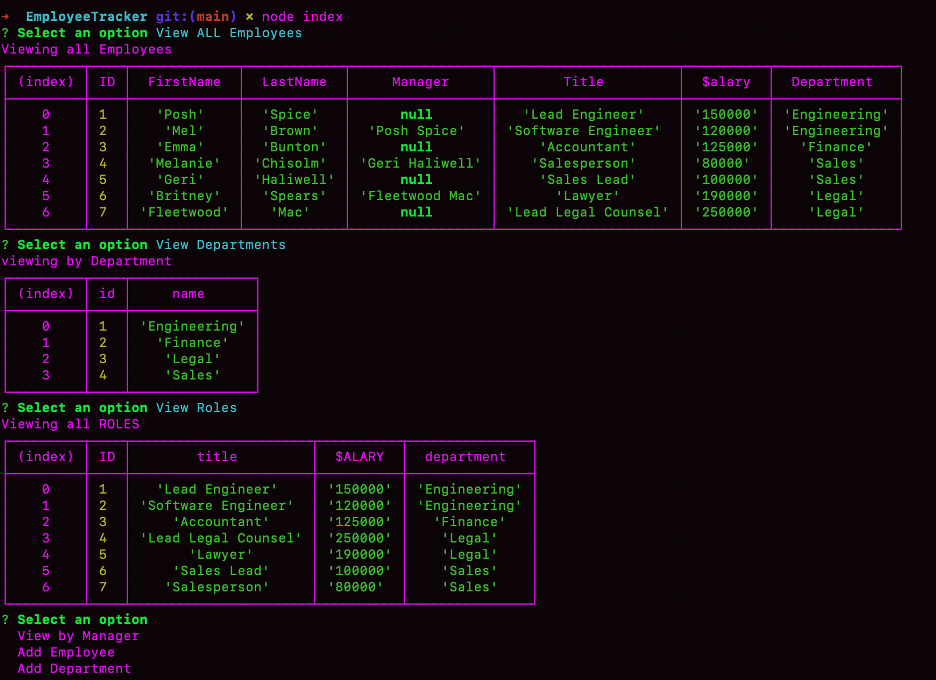 → EmployeeTracker git:(main) × node index
? Select an option View ALL Employees
Viewing all Employees
(index) ID FirstName LastName Manager Title $alary Department
0 1 'Posh' 'Spice' null 'Lead Engineer' '150000' 'Engineering'
1 2 'Mel' 'Brown' 'Posh Spice' 'Software Engineer' '120000' 'Engineering'
2 3 'Emma' 'Bunton' null 'Accountant' '125000' 'Finance'
3 4 'Melanie' 'Chisolm' 'Geri Haliwell' 'Salesperson' '80000' 'Sales'
4 5 'Geri' 'Haliwell' null 'Sales Lead' '100000' 'Sales'
5 6 'Britney' 'Spears' 'Fleetwood Mac' 'Lawyer' '190000' 'Legal'
6 7 'Fleetwood' 'Mac' null 'Lead Legal Counsel' '250000' 'Legal'
? Select an option View Departments
viewing by Department
(index) id name
0 1 'Engineering'
1 2 'Finance'
2 3 'Legal'
3 4 'Sales'
? Select an option View Roles
Viewing all ROLES
(index) ID title $ALARY department
0 1 'Lead Engineer' '150000' 'Engineering'
1 2 'Software Engineer' '120000' 'Engineering'
2 3 'Accountant' '125000' 'Finance'
3 4 'Lead Legal Counsel' '250000' 'Legal'
4 5 'Lawyer' '190000' 'Legal'
5 6 'Sales Lead' '100000' 'Sales'
6 7 'Salesperson' '80000' 'Sales'
? Select an option
View by Manager
Add Employee
Add Department